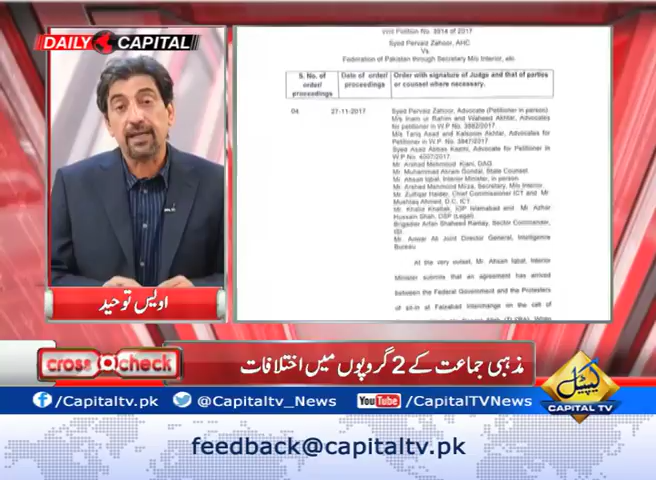 DAILY CAPITAL
Writ Petition No. 3914 of 2017
Syed Pervaiz Zahoor, AHC
Vs.
Federation of Pakistan through Secretary M/o Interior, etc
S. No. of order/ proceedings
Date of order/ proceedings
Order with signature of Judge and that of parties or counsel where necessary.
04
27-11-2017
Syed Pervaiz Zahoor, Advocate (Petitioner in person)
M/s Inam ur Rahim and Waheed Akhtar, Advocates
for petitioner in W.P No. 3882/2017.
M/s Tariq Asad and Kalsoom Akhtar, Advocates for
Petitioner in W.P. No. 3847/2017.
Syed Asad Abbas Kazmi, Advocate for Petitioner in
W.P No. 4007/2017.
Mr. Arshad Mehmood Kiani, DAG.
Mr. Muhammad Akram Gondal, State Counsel.
Mr. Ahsan Iqbal, Interior Minister, in person
Mr. Arshad Mehmood Mirza, Secretary, M/o Interior
Mr. Zulfiqar Haider, Chief Commissioner ICT and Mr
Mushtaq Ahmed, D.C, ICT.
Mr. Khalid Khattak, IGP Islamabad and Mr. Azhar
Hussain Shah, DSP (Legal)
Brigadier Irfan Shaheed Ramay, Sector Commander,
ISI.
Mr. Anwar Ali Joint Director General, Intelligence
Bureau
At the very outset, Mr. Ahsan Iqbal, Interior
Minister submits that an agreement has arrived
between the Federal Government and the Protesters
of sit-in at Faizabad Interchange on the call of
اویس توحید
cross check
مذہبی جماعت کے 2 گروپوں میں اختلافات
کیپیٹل
CAPITAL TV
/Capitaltv.pk
@Capitaltv_News
YouTube /CapitalTVNews
feedback@capitaltv.pk